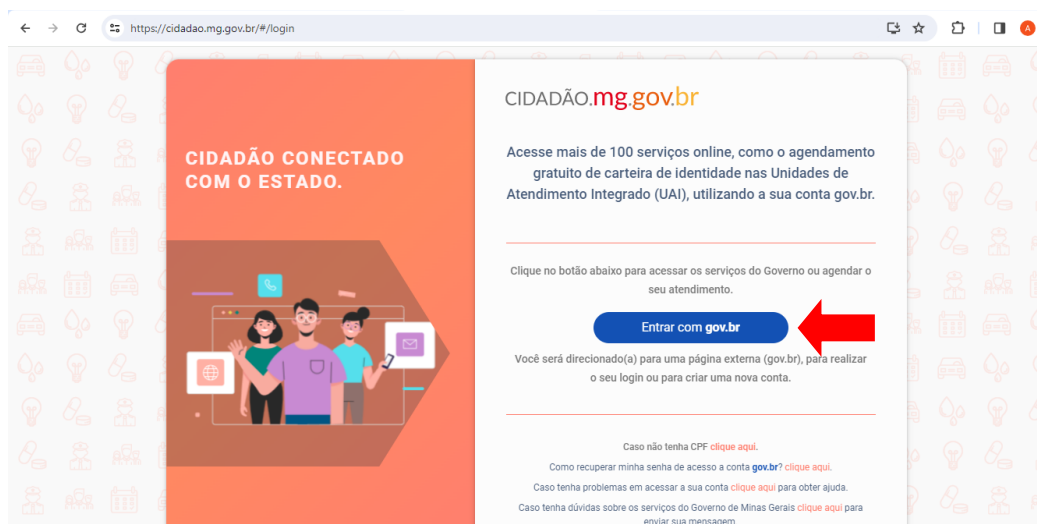 https://cidadao.mg.gov.br/#/login
A
CIDADÃO.mg.gov.br
CIDADÃO CONECTADO
COM O ESTADO.
Acesse mais de 100 serviços online, como o agendamento
gratuito de carteira de identidade nas Unidades de
Atendimento Integrado (UAI), utilizando a sua conta gov.br.
Clique no botão abaixo para acessar os serviços do Governo ou agendar o
seu atendimento.
Entrar com gov.br
Você será direcionado(a) para uma página externa (gov.br), para realizar
o seu login ou para criar uma nova conta.
Caso não tenha CPF clique aqui.
Como recuperar minha senha de acesso a conta gov.br? clique aqui.
Caso tenha problemas em acessar a sua conta clique aqui para obter ajuda.
Caso tenha dúvidas sobre os serviços do Governo de Minas Gerais clique aqui para
enviar sua mensagem